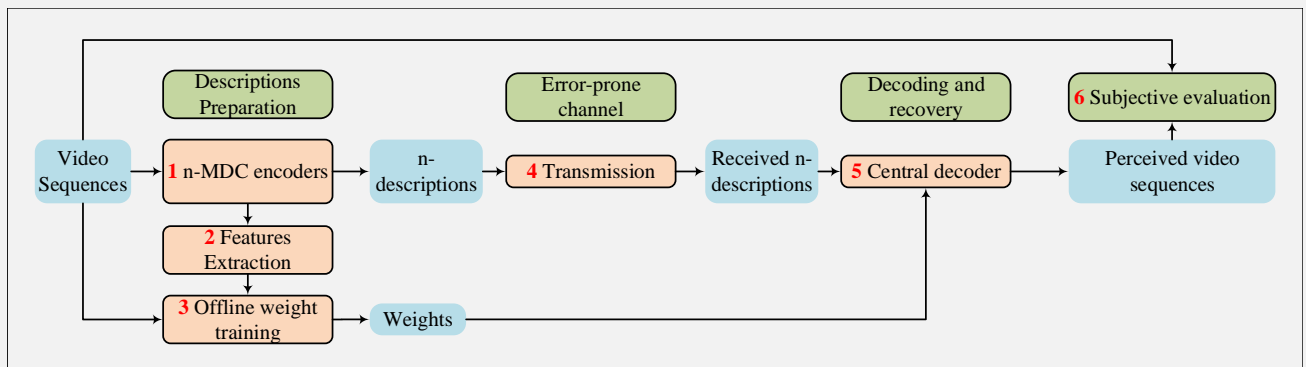 Descriptions
Preparation
Error-prone
channel
Decoding and
recovery
6 Subjective evaluation
Video
Sequences
1 n-MDC encoders
n-
descriptions
4 Transmission
Received n-
descriptions
5 Central decoder
Perceived video
sequences
2 Features
Extraction
3 Offline weight
training
Weights